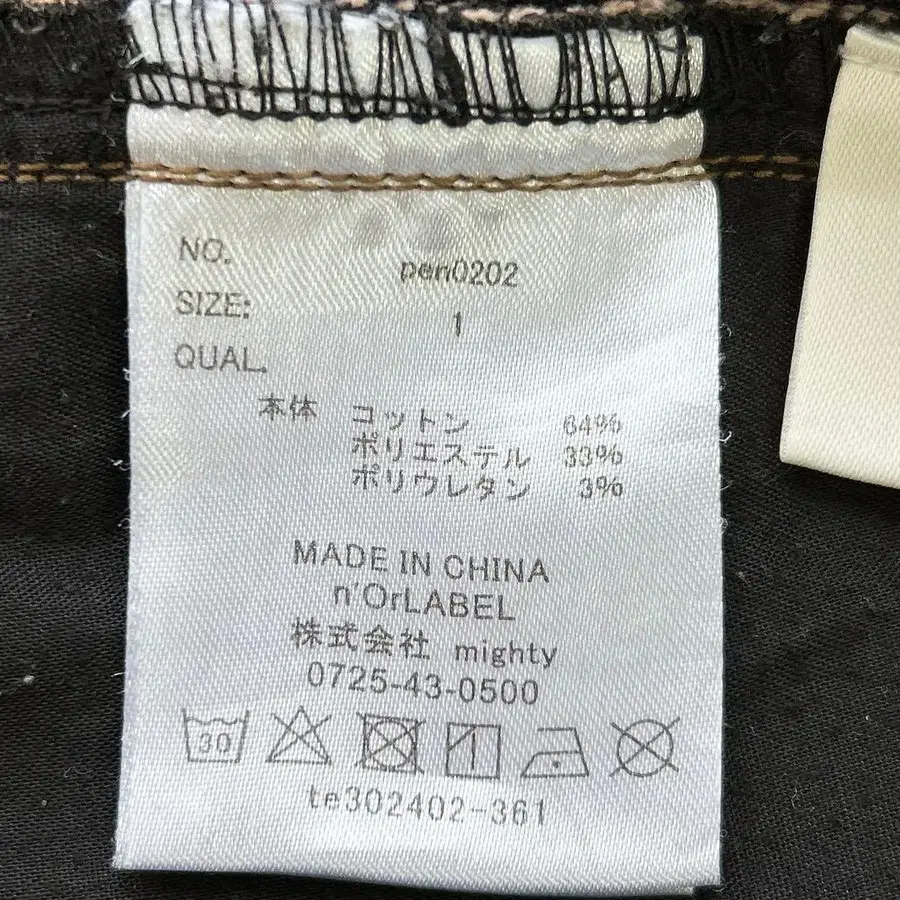 NO. pen0202
SIZE: 1
QUAL.
本体 コットン 64%
ポリエステル 33%
ポリウレタン 3%
MADE IN CHINA
n'OrLABEL
株式会社 mighty
0725-43-0500
30
te302402-361